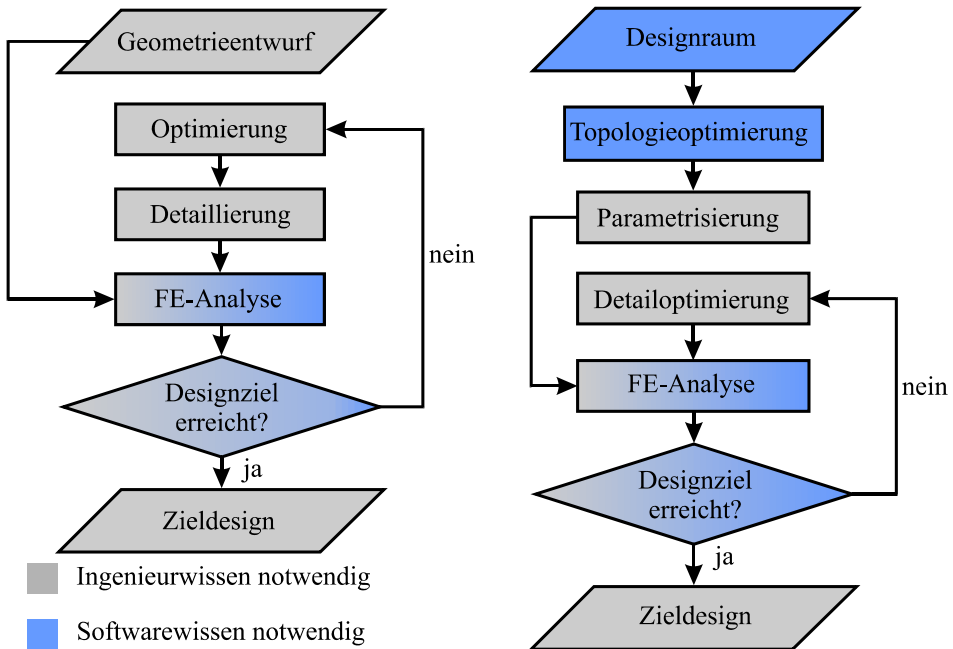 Geometrieentwurf
Optimierung
Detaillierung
nein
FE-Analyse
Designziel
erreicht?
ja
Zieldesign
Ingenieurwissen notwendig
Softwarewissen notwendig
Designraum
Topologieoptimierung
Parametrisierung
Detailoptimierung
FE-Analyse
nein
Designziel
erreicht?
ja
Zieldesign